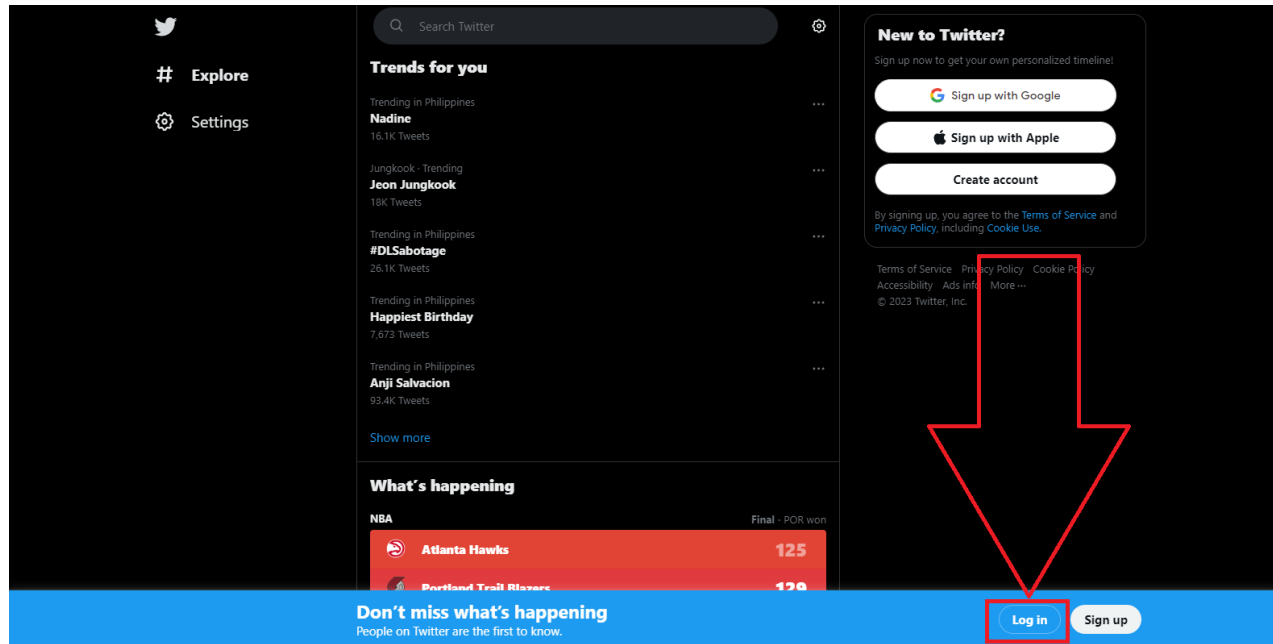 Search Twitter
Explore
Settings
Trends for you
Trending in Philippines
Nadine
16.1K Tweets
Jungkook · Trending
Jeon Jungkook
18K Tweets
Trending in Philippines
#DLSabotage
26.1K Tweets
Trending in Philippines
Happiest Birthday
7,673 Tweets
Trending in Philippines
Anji Salvacion
93.4K Tweets
Show more
What's happening
NBA
Final · POR won
Atlanta Hawks 125
Portland Trail Blazers 129
New to Twitter?
Sign up now to get your own personalized timeline!
Sign up with Google
Sign up with Apple
Create account
By signing up, you agree to the Terms of Service and
Privacy Policy, including Cookie Use.
Terms of Service Privacy Policy Cookie Policy
Accessibility Ads info More ···
© 2023 Twitter, Inc.
Don't miss what's happening
People on Twitter are the first to know.
Log in
Sign up